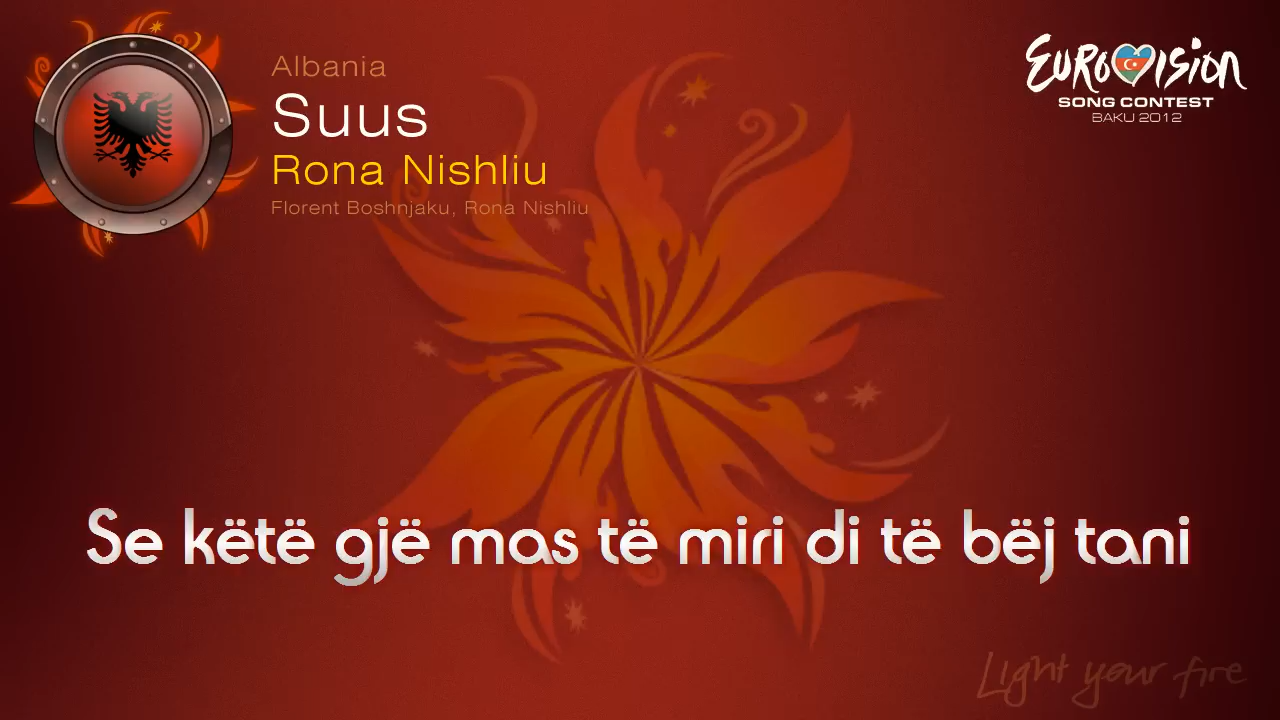 Albania
Suus
Rona Nishliu
Florent Boshnjaku, Rona Nishliu
EUROVISION
SONG CONTEST
BAKU 2012
Se këtë gjë mas të miri di të bëj tani
Light your fire